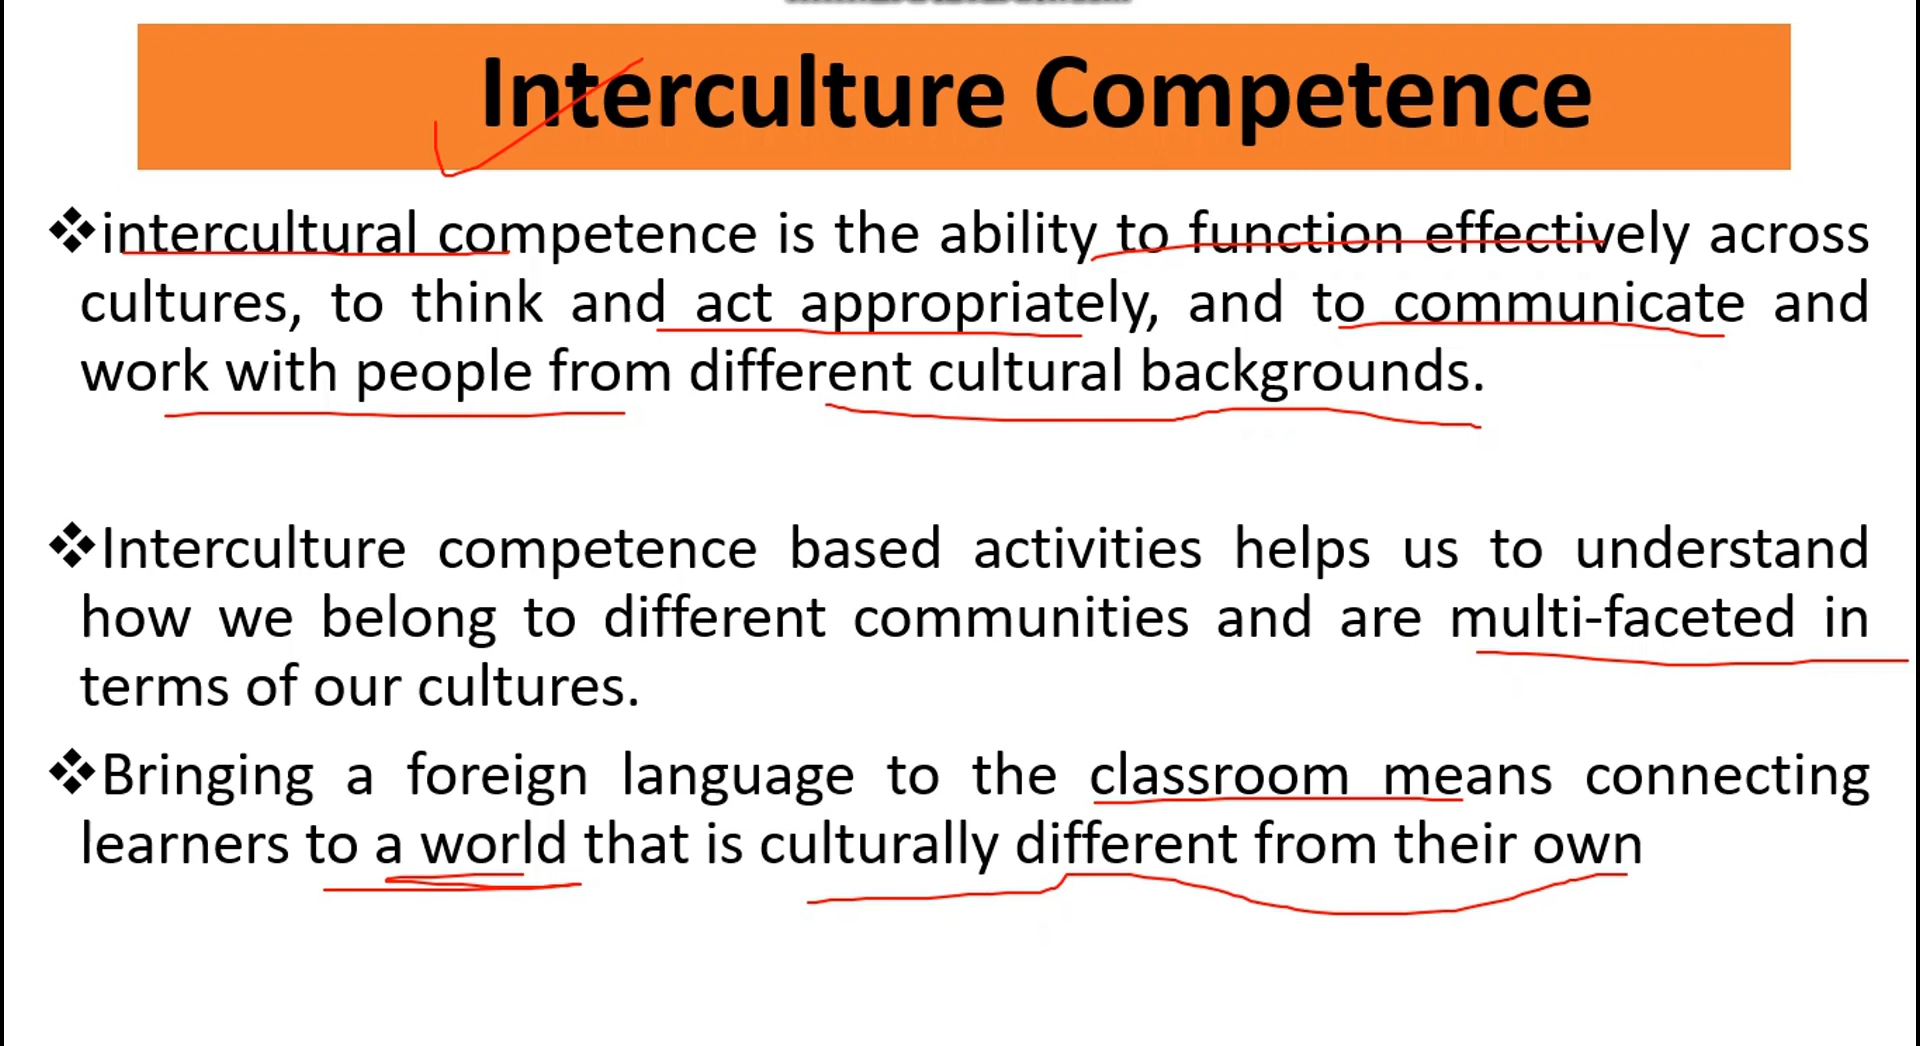 Interculture Competence
❖intercultural competence is the ability to function effectively across
cultures, to think and act appropriately, and to communicate and
work with people from different cultural backgrounds.
❖Interculture competence based activities helps us to understand
how we belong to different communities and are multi-faceted in
terms of our cultures.
❖Bringing a foreign language to the classroom means connecting
learners to a world that is culturally different from their own